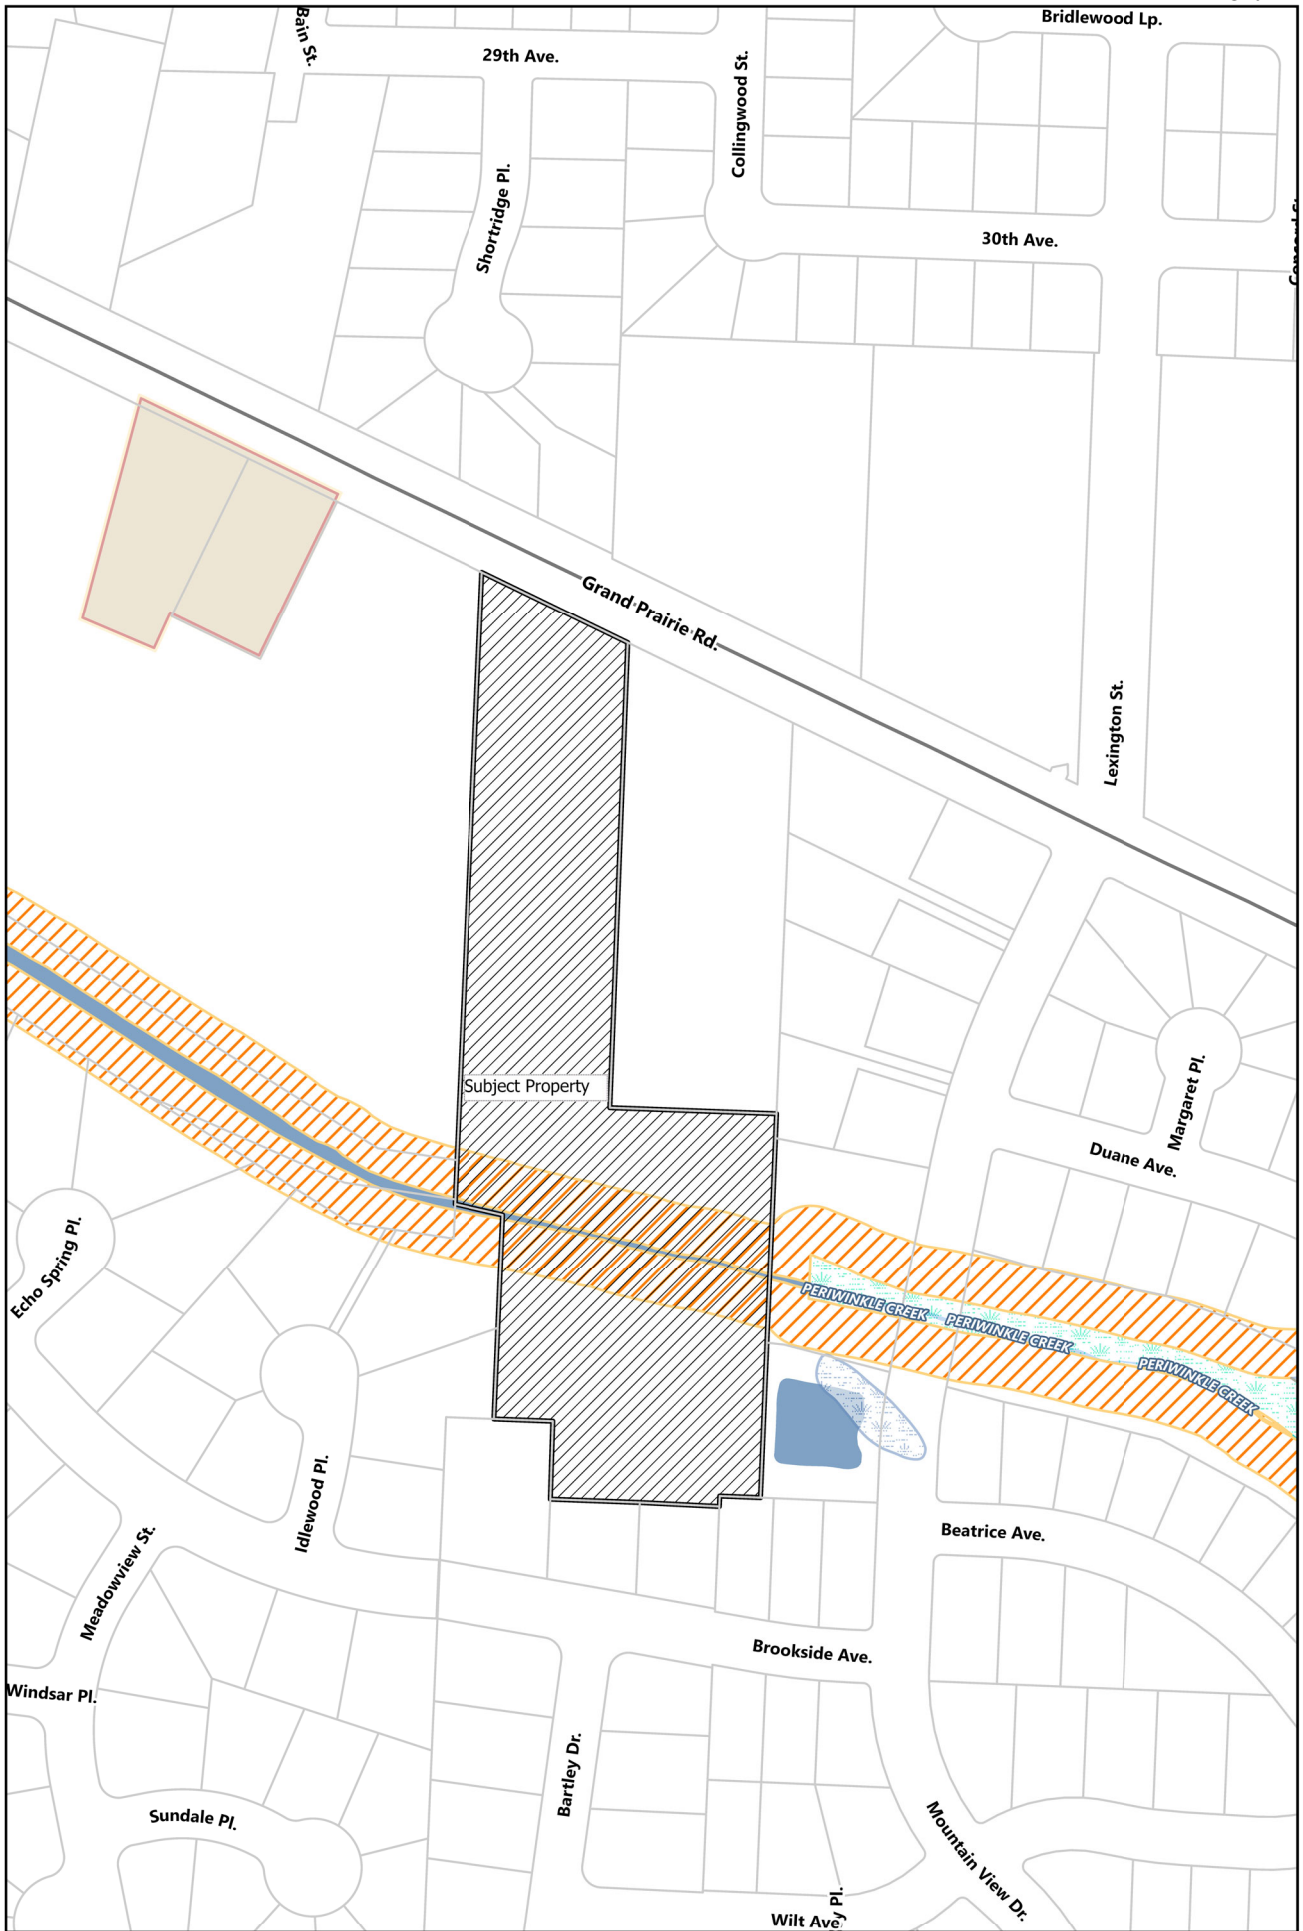 Bridlewood Lp.
Bain St.
29th Ave.
Collingwood St.
Shortridge Pl.
30th Ave.
Grand Prairie Rd.
Lexington St.
Subject Property
Margaret Pl.
Duane Ave.
Echo Spring Pl.
PERIWINKLE CREEK
PERIWINKLE CREEK
PERIWINKLE CREEK
Idlewood Pl.
Meadowview St.
Beatrice Ave.
Brookside Ave.
Windsar Pl.
Bartley Dr.
Sundale Pl.
Mountain View Dr.
Pl.
Wilt Ave